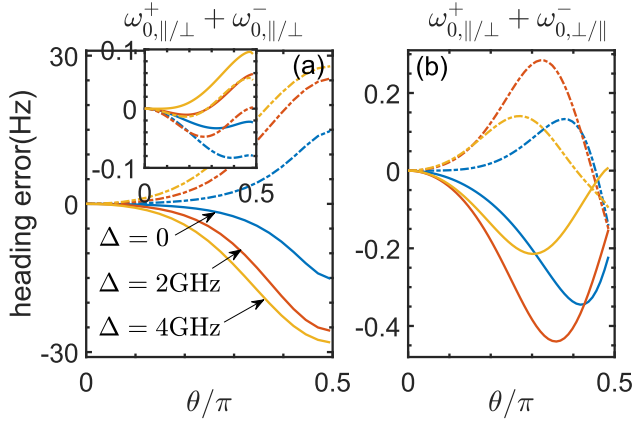 ω⁺₀,∥/⊥ + ω⁻₀,∥/⊥
ω⁺₀,∥/⊥ + ω⁻₀,⊥/∥
heading error(Hz)
30
0
-30
0.1
0
-0.1
0
0.5
(a)
Δ = 0
Δ = 2GHz
Δ = 4GHz
0
0.5
θ/π
(b)
0.2
0
-0.2
-0.4
0
0.5
θ/π